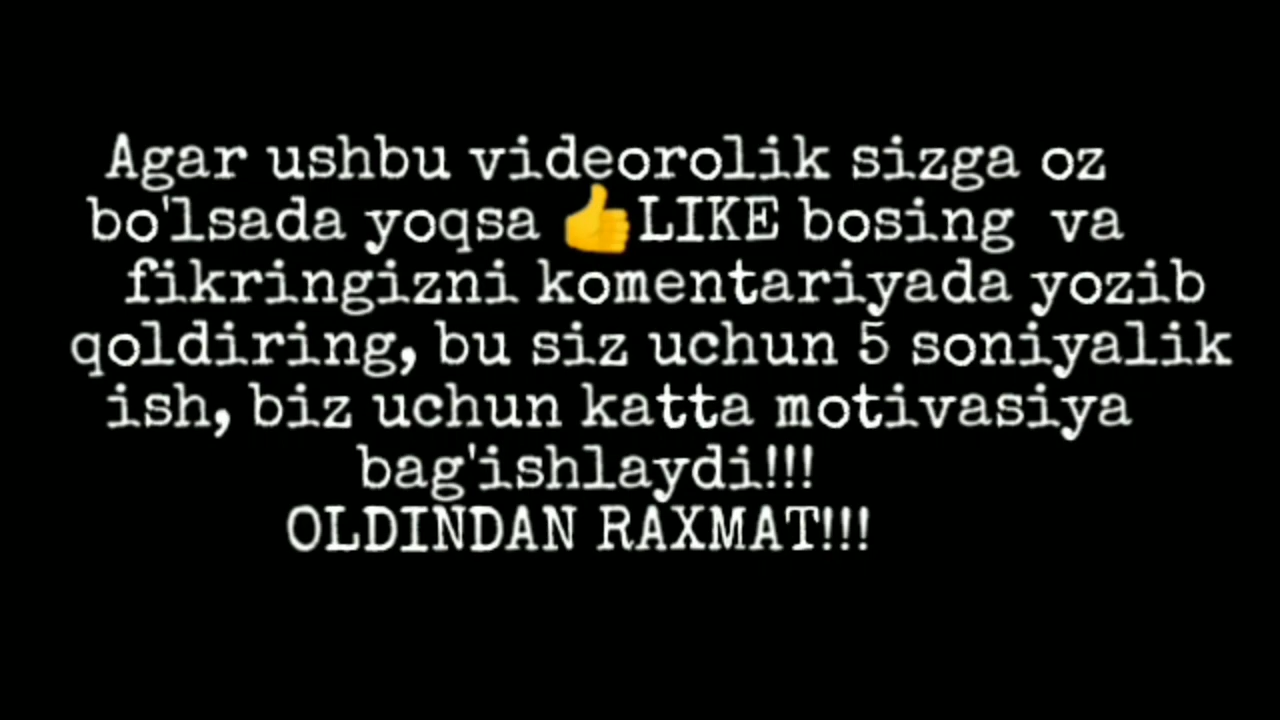 Agar ushbu videorolik sizga oz
bo'lsada yoqsa 👍LIKE bosing va
fikringizni komentariyada yozib
qoldiring, bu siz uchun 5 soniyalik
ish, biz uchun katta motivasiya
bag'ishlaydi!!!
OLDINDAN RAXMAT!!!